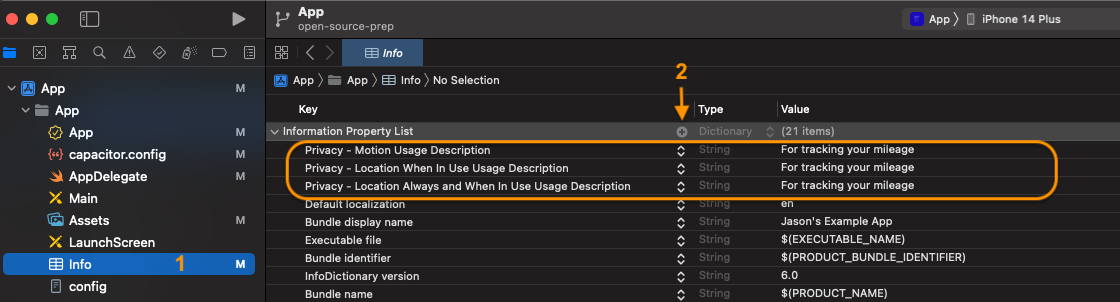 App
open-source-prep
App 〉 iPhone 14 Plus
Info
App 〉 App 〉 Info 〉 No Selection
2
Key Type Value
Information Property List Dictionary (21 items)
Privacy - Motion Usage Description String For tracking your mileage
Privacy - Location When In Use Usage Description String For tracking your mileage
Privacy - Location Always and When In Use Usage Description String For tracking your mileage
Default localization String en
Bundle display name String Jason's Example App
Executable file String $(EXECUTABLE_NAME)
Bundle identifier String $(PRODUCT_BUNDLE_IDENTIFIER)
InfoDictionary version String 6.0
Bundle name String $(PRODUCT_NAME)
App M
App
App M
capacitor.config M
AppDelegate M
Main
Assets M
LaunchScreen
Info 1 M
config